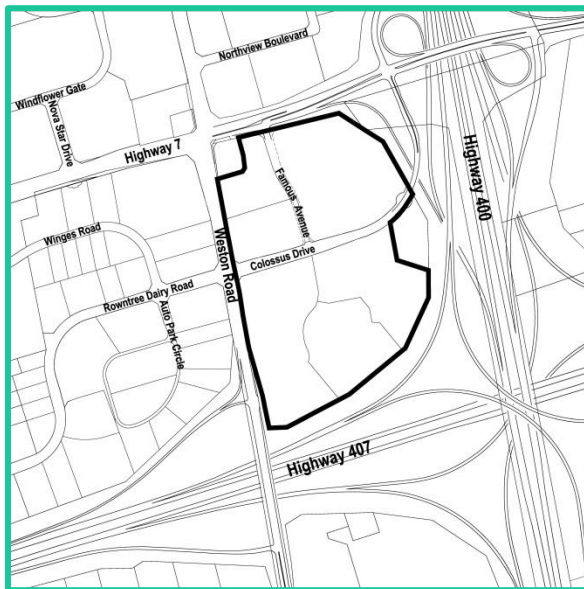 Northview Boulevard
Windflower Gate
Nova Star Drive
Highway 7
Highway 400
Famous Avenue
Winges Road
Weston Road
Colossus Drive
Rowntree Dairy Road
Auto Park Circle
Highway 407